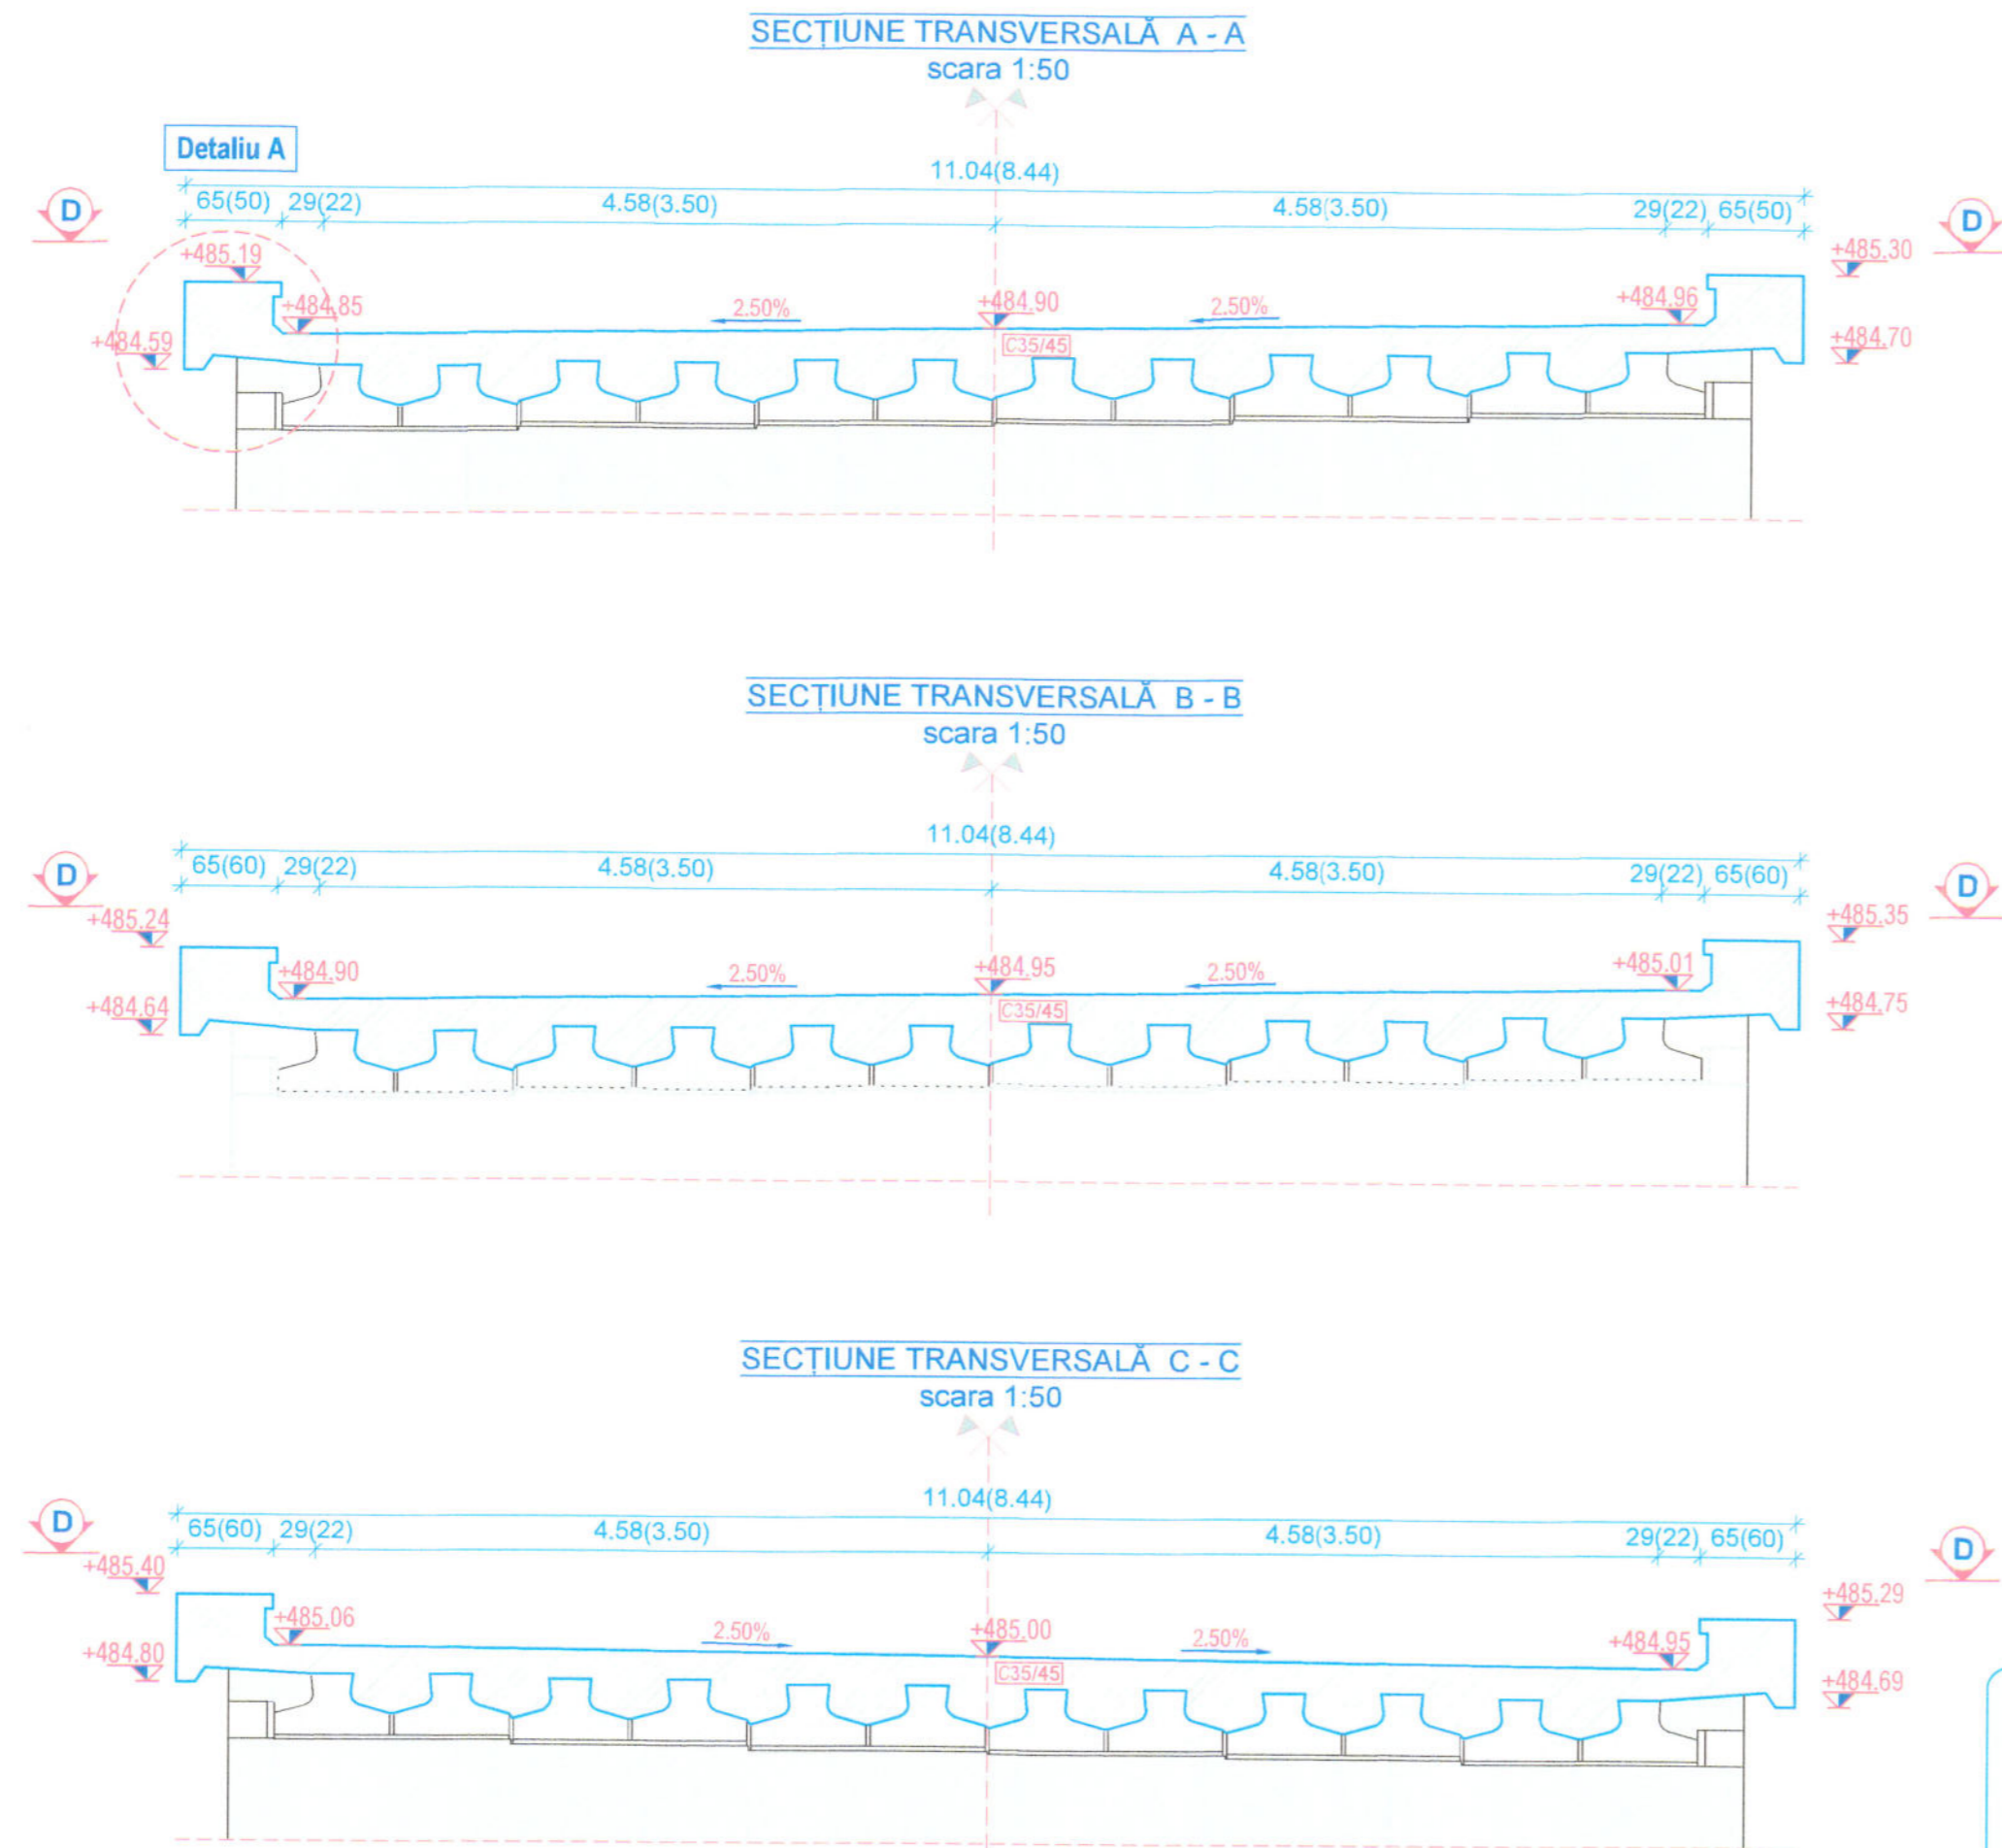 SECȚIUNE TRANSVERSALĂ A - A
scara 1:50
Detaliu A
11.04(8.44)
65(50) 29(22) 4.58(3.50) 4.58(3.50) 29(22) 65(50)
D D
+485.19 +485.30
+484.85 2.50% +484.90 2.50% +484.96
+484.59 C35/45 +484.70
SECȚIUNE TRANSVERSALĂ B - B
scara 1:50
11.04(8.44)
65(60) 29(22) 4.58(3.50) 4.58(3.50) 29(22) 65(60)
D D
+485.24 +485.35
+484.90 2.50% +484.95 2.50% +485.01
+484.64 C35/45 +484.75
SECȚIUNE TRANSVERSALĂ C - C
scara 1:50
11.04(8.44)
65(60) 29(22) 4.58(3.50) 4.58(3.50) 29(22) 65(60)
D D
+485.40 +485.29
+485.06 2.50% +485.00 2.50% +484.95
+484.80 C35/45 +484.69